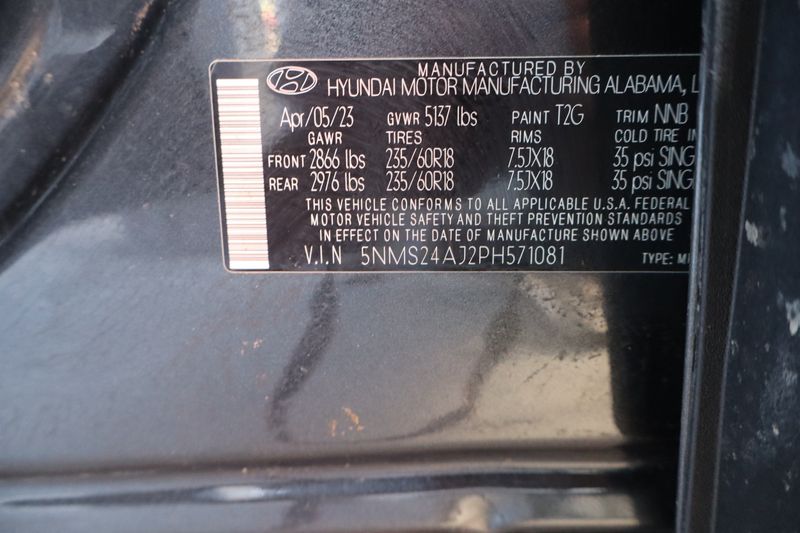 MANUFACTURED BY
HYUNDAI MOTOR MANUFACTURING ALABAMA,
Apr/05/23 GVWR 5137 lbs PAINT T2G TRIM NNB
GAWR TIRES RIMS COLD TIRE
FRONT 2866 lbs 235/60R18 7.5JX18 35 psi SING
REAR 2976 lbs 235/60R18 7.5JX18 35 psi SING
THIS VEHICLE CONFORMS TO ALL APPLICABLE U.S.A. FEDERAL
MOTOR VEHICLE SAFETY AND THEFT PREVENTION STANDARDS
IN EFFECT ON THE DATE OF MANUFACTURE SHOWN ABOVE
V.I.N 5NMS24AJ2PH571081 TYPE: